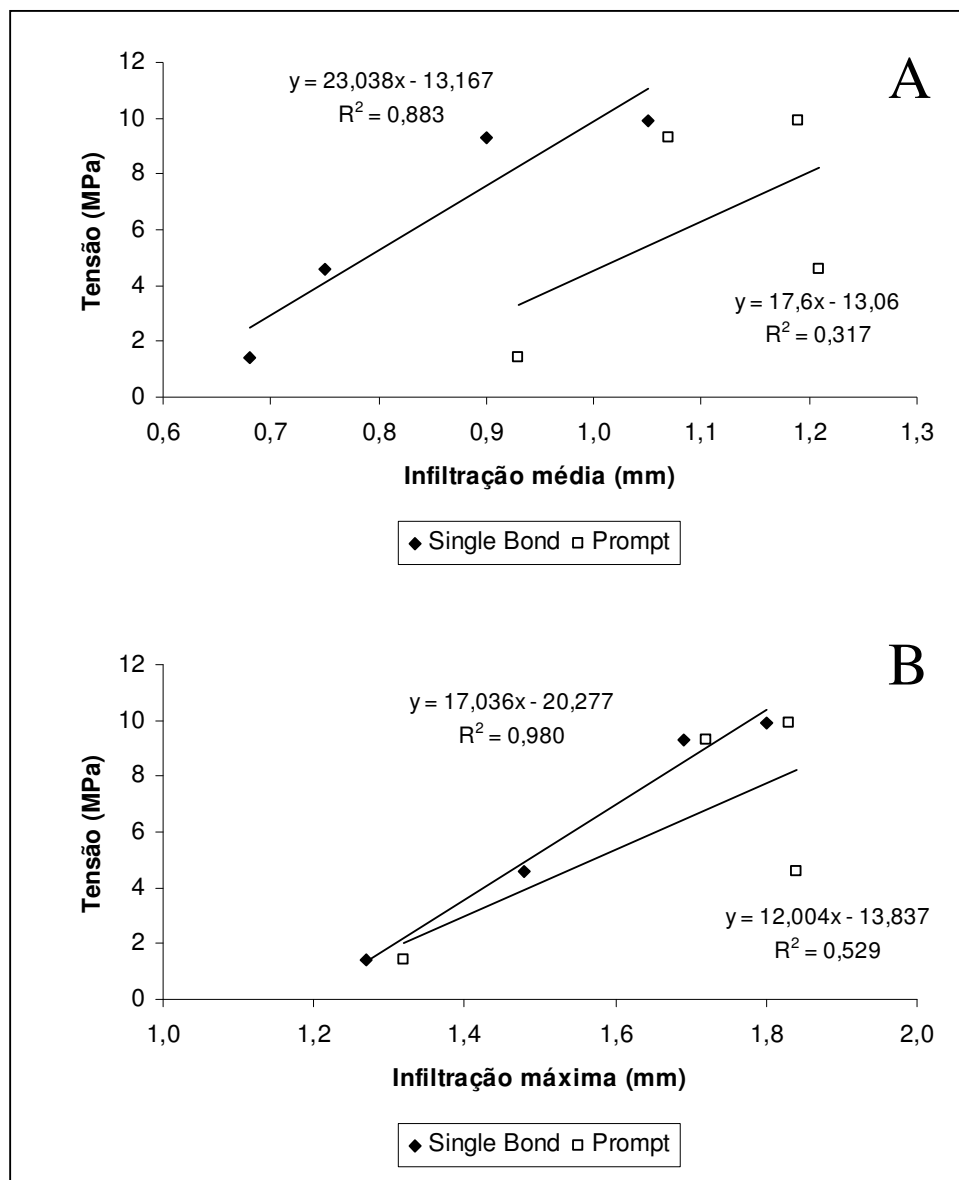 A
12
10
8
6
4
2
0
Tensão (MPa)
y = 23,038x - 13,167
R² = 0,883
y = 17,6x - 13,06
R² = 0,317
0,6 0,7 0,8 0,9 1,0 1,1 1,2 1,3
Infiltração média (mm)
Single Bond Prompt
B
12
10
8
6
4
2
0
Tensão (MPa)
y = 17,036x - 20,277
R² = 0,980
y = 12,004x - 13,837
R² = 0,529
1,0 1,2 1,4 1,6 1,8 2,0
Infiltração máxima (mm)
Single Bond Prompt